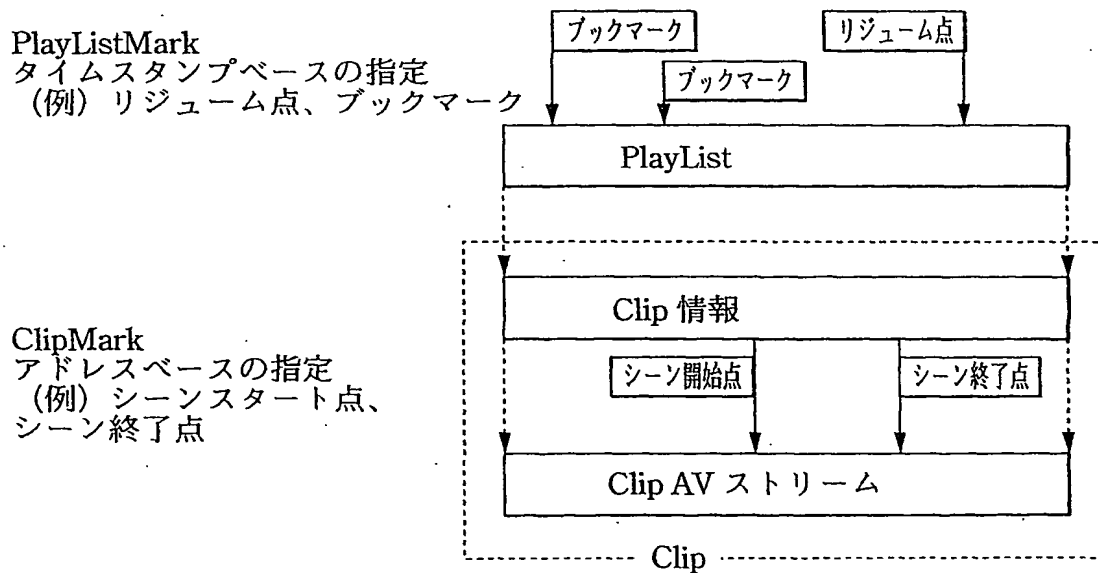 PlayListMark
タイムスタンプベースの指定
(例)リジューム点、ブックマーク
ブックマーク
リジューム点
ブックマーク
PlayList
Clip 情報
ClipMark
アドレスベースの指定
(例)シーンスタート点、
シーン終了点
シーン開始点
シーン終了点
Clip AV ストリーム
Clip